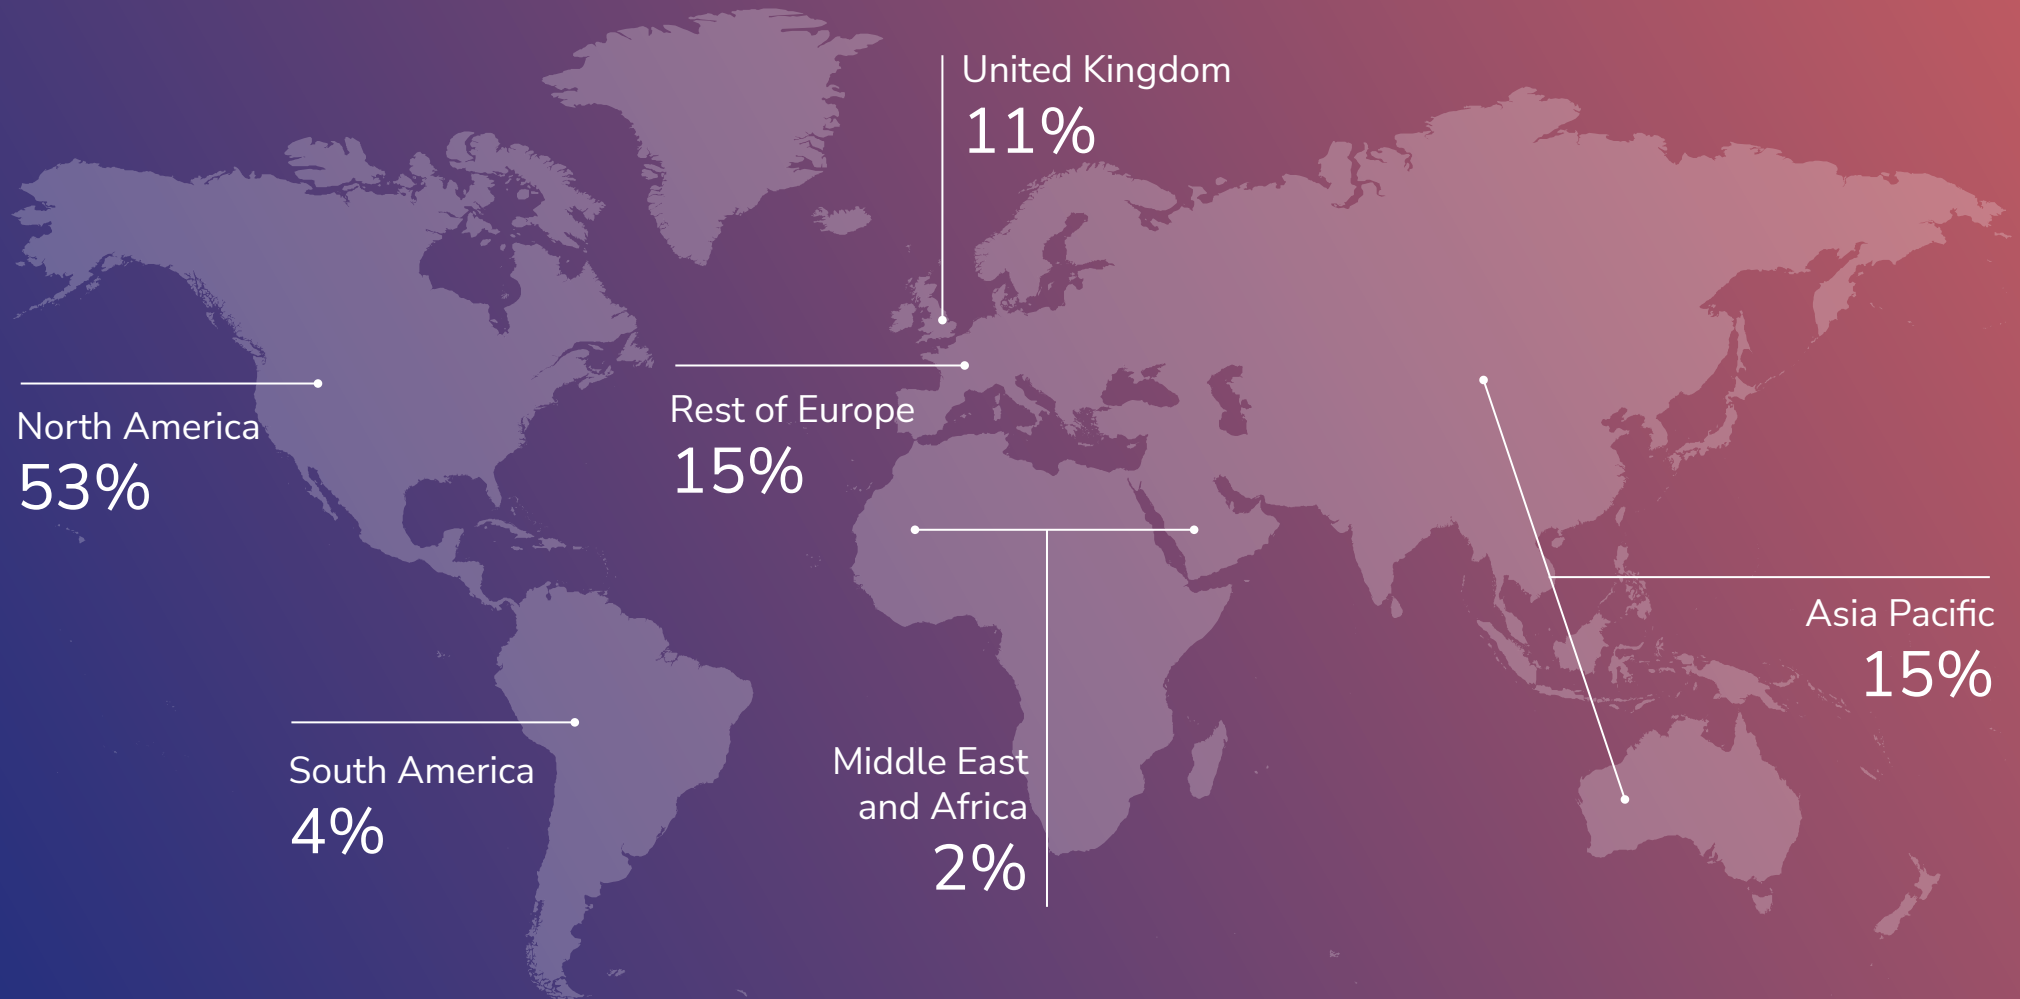 United Kingdom
11%
North America
53%
Rest of Europe
15%
Asia Pacific
15%
South America
4%
Middle East
and Africa
2%